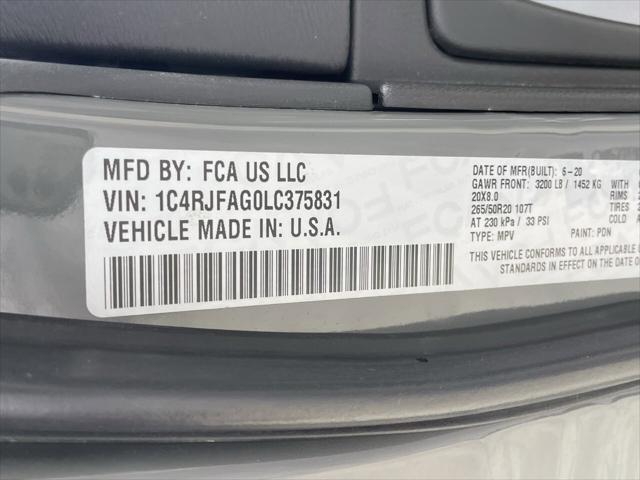 MFD BY: FCA US LLC
VIN: 1C4RJFAG0LC375831
VEHICLE MADE IN: U.S.A.
DATE OF MFR(BUILT): 6-20
GAWR FRONT: 3200 LB / 1452 KG
20X8.0 RIMS
265/50R20 107T TIRES
AT 230 kPa / 33 PSI COLD
TYPE: MPV PAINT: PDN
THIS VEHICLE CONFORMS TO ALL APPLICABLE
STANDARDS IN EFFECT ON THE DATE